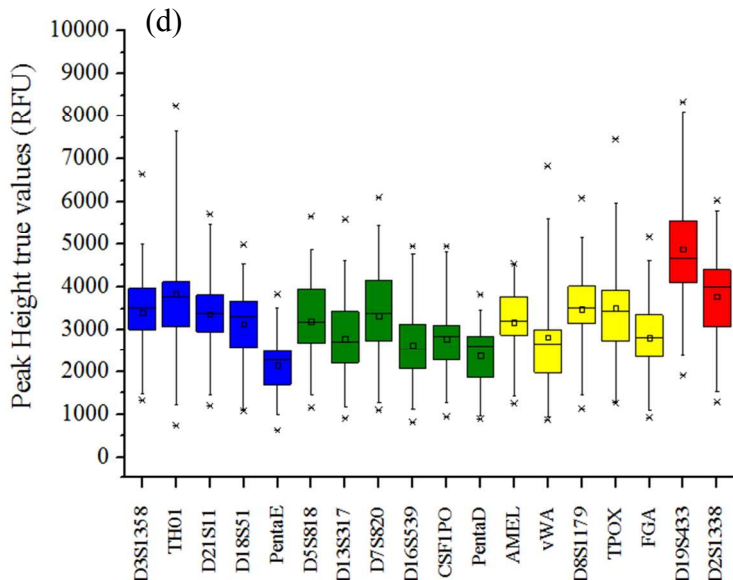 (d)
Peak Height true values (RFU)
10000
9000
8000
7000
6000
5000
4000
3000
2000
1000
0
D3S1358
TH01
D21S11
D18S51
PentaE
D5S818
D13S317
D7S820
D16S539
CSF1PO
PentaD
AMEL
vWA
D8S1179
TPOX
FGA
D19S433
D2S1338